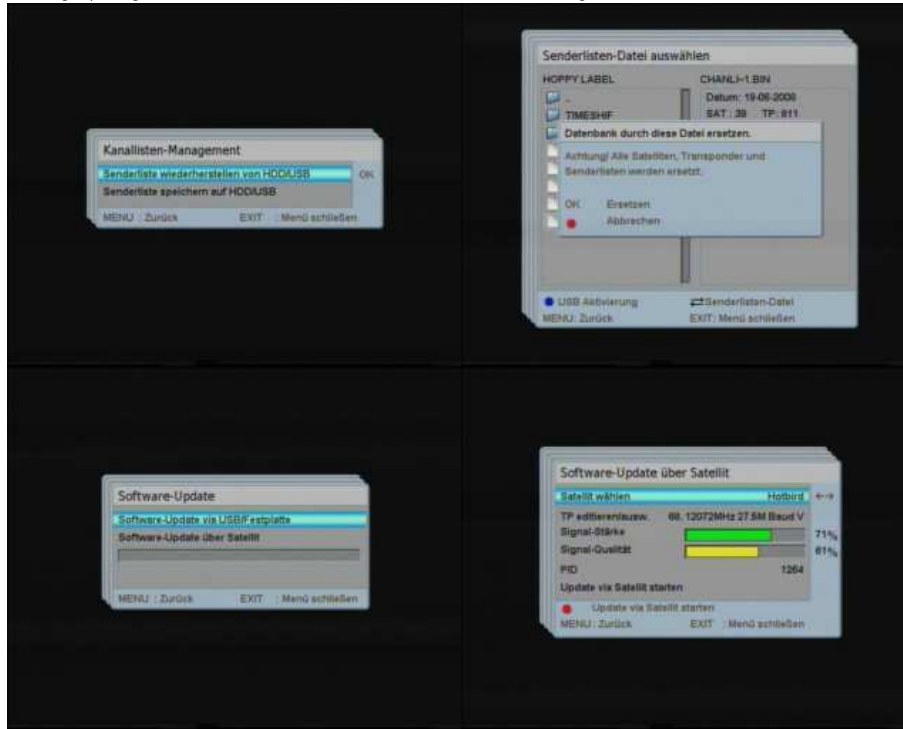 Kanallisten-Management
Senderliste wiederherstellen von HDD/USB OK
Senderliste speichern auf HDD/USB
MENU : Zurück EXIT : Menü schließen
Senderlisten-Datei auswählen
HOPPY LABEL CHANLI~1.BIN
..
Datum: 19-06-2008
TIMESHIF SAT : 39 TP: 811
Datenbank durch diese Datei ersetzen.
Achtung! Alle Satelliten, Transponder und
Senderlisten werden ersetzt.
OK Ersetzen
Abbrechen
USB Aktivierung Senderlisten-Datei
MENU: Zurück EXIT: Menü schließen
Software-Update
Software-Update via USB/Festplatte
Software-Update über Satellit
MENU : Zurück EXIT : Menü schließen
Software-Update über Satellit
Satellit wählen Hotbird
TP editieren/ausw. 66. 12072MHz 27.5M Baud V
Signal-Stärke 71%
Signal-Qualität 61%
PID 1264
Update via Satellit starten
Update via Satellit starten
MENU : Zurück EXIT : Menü schließen